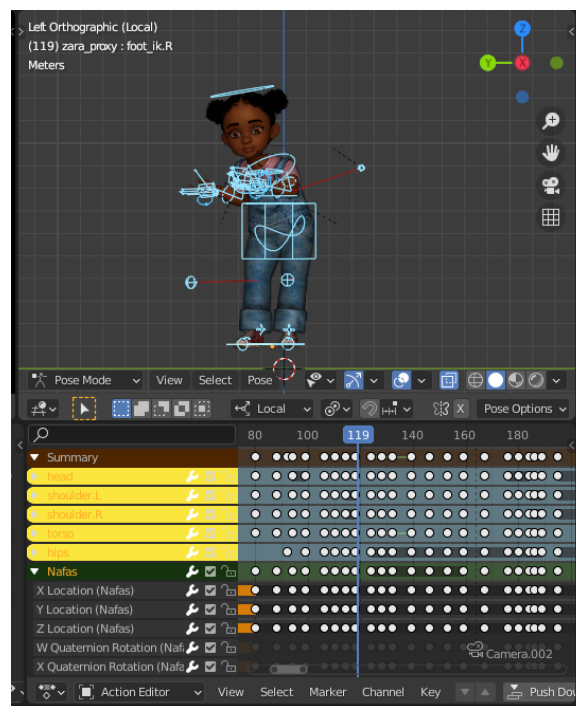 Left Orthographic (Local)
(119) zara_proxy : foot_ik.R
Meters
Z
Y
X
Pose Mode
View
Select
Pose
Local
X
Pose Options
80
100
119
140
160
180
Summary
head
shoulder.L
shoulder.R
torso
hips
Nafas
X Location (Nafas)
Y Location (Nafas)
Z Location (Nafas)
W Quaternion Rotation (Nafa
X Quaternion Rotation (Nafa
Camera.002
Action Editor
View
Select
Marker
Channel
Key
Push Dow